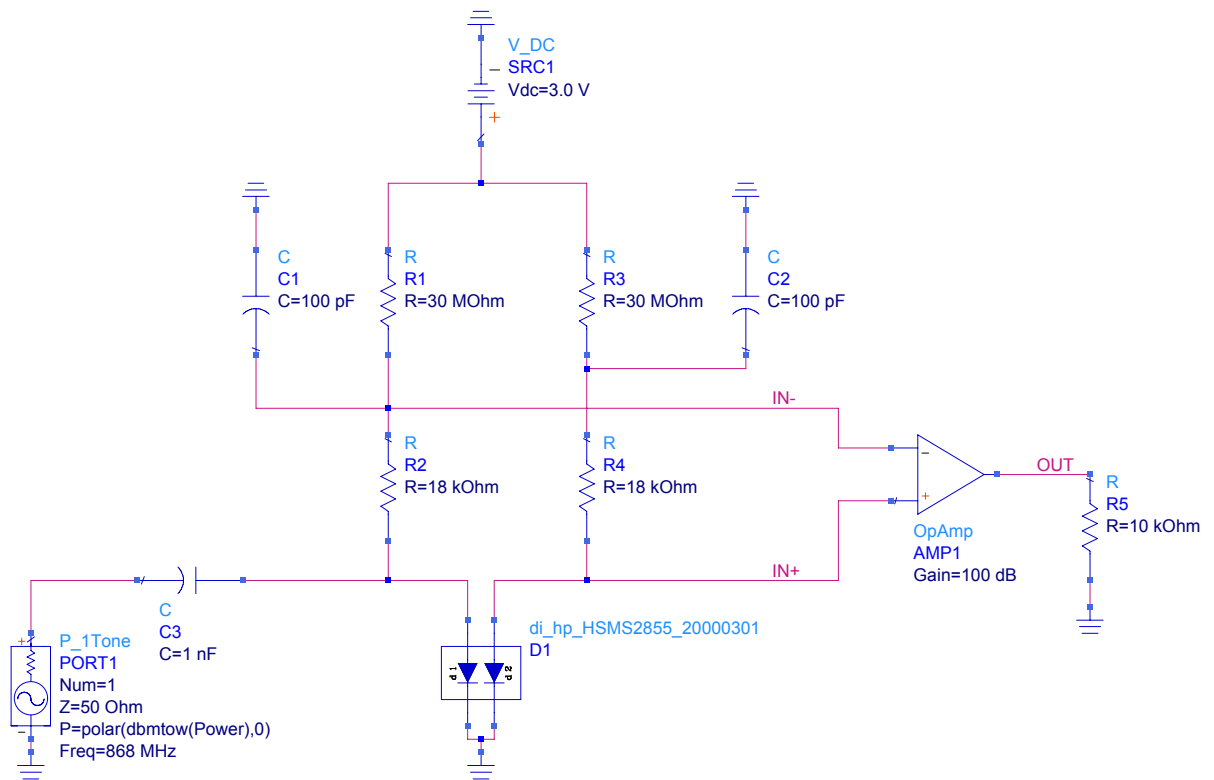 V_DC
SRC1
Vdc=3.0 V
−
+
C
C1
C=100 pF
R
R1
R=30 MOhm
R
R3
R=30 MOhm
C
C2
C=100 pF
IN-
R
R2
R=18 kOhm
R
R4
R=18 kOhm
−
+
OUT
OpAmp
AMP1
Gain=100 dB
R
R5
R=10 kOhm
IN+
C
C3
C=1 nF
+
−
P_1Tone
PORT1
Num=1
Z=50 Ohm
P=polar(dbmtow(Power),0)
Freq=868 MHz
di_hp_HSMS2855_20000301
D1
d 1
d 2